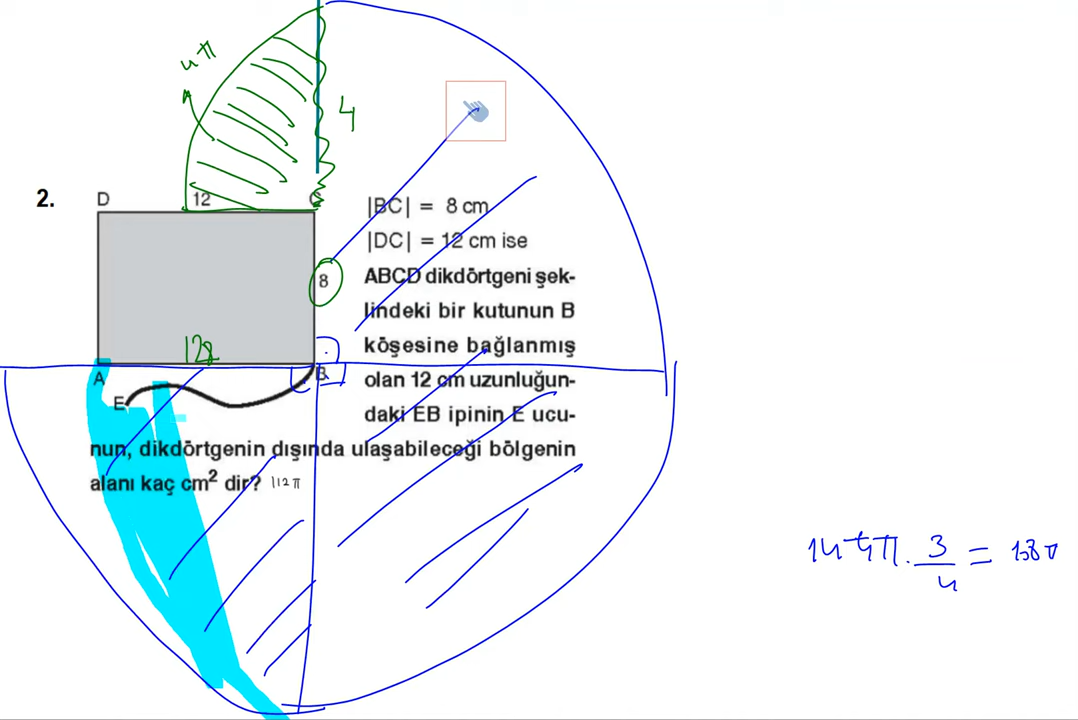 4π
4
2.
D 12 C
|BC| = 8 cm
|DC| = 12 cm ise
8
ABCD dikdörtgeni şek-
lindeki bir kutunun B
köşesine bağlanmış
12
A B
olan 12 cm uzunluğun-
E
daki EB ipinin E ucu-
nun, dikdörtgenin dışında ulaşabileceği bölgenin
alanı kaç cm² dir? 112π
144π · 3/4 =